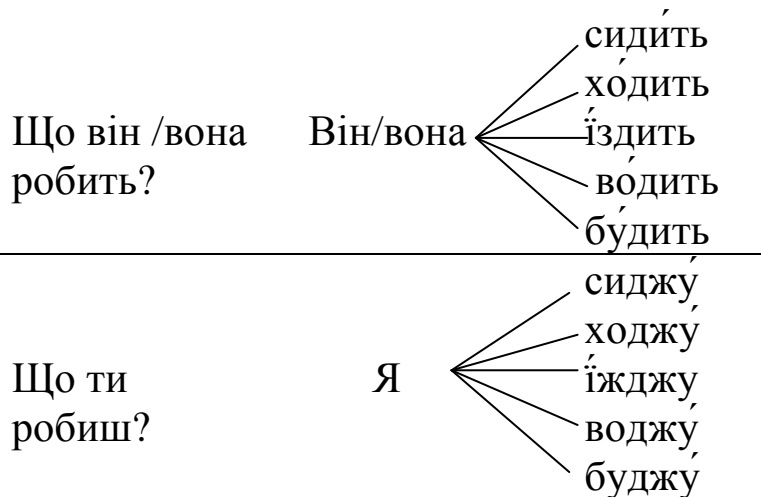 сиди́ть
хо́дить
Що він /вона Він/вона ї́здить
робить? во́дить
бу́дить
сиджу́
ходжу́
Що ти Я ї́жджу
робиш? воджу́
буджу́